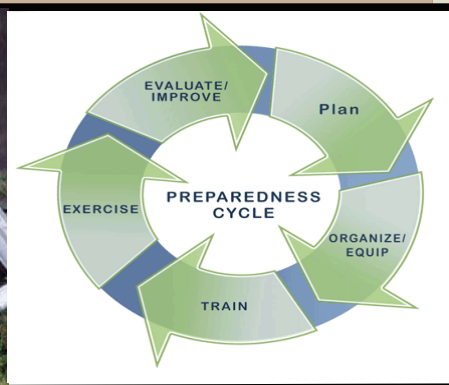 EVALUATE/
IMPROVE
Plan
PREPAREDNESS
CYCLE
EXERCISE
ORGANIZE/
EQUIP
TRAIN